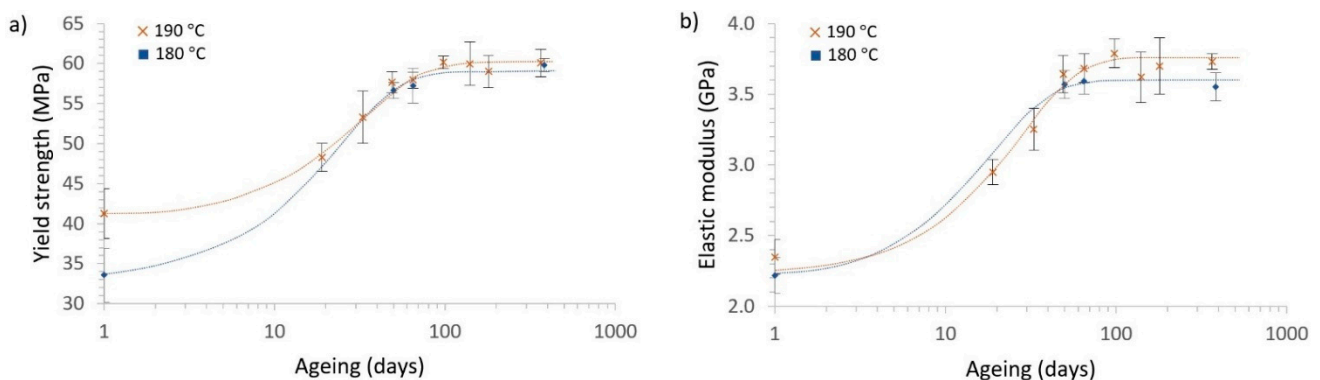 a)
Yield strength (MPa)
65
60
55
50
45
40
35
30
× 190 °C
■ 180 °C
1
10
100
1000
Ageing (days)
b)
Elastic modulus (GPa)
4.0
3.5
3.0
2.5
2.0
× 190 °C
■ 180 °C
1
10
100
1000
Ageing (days)